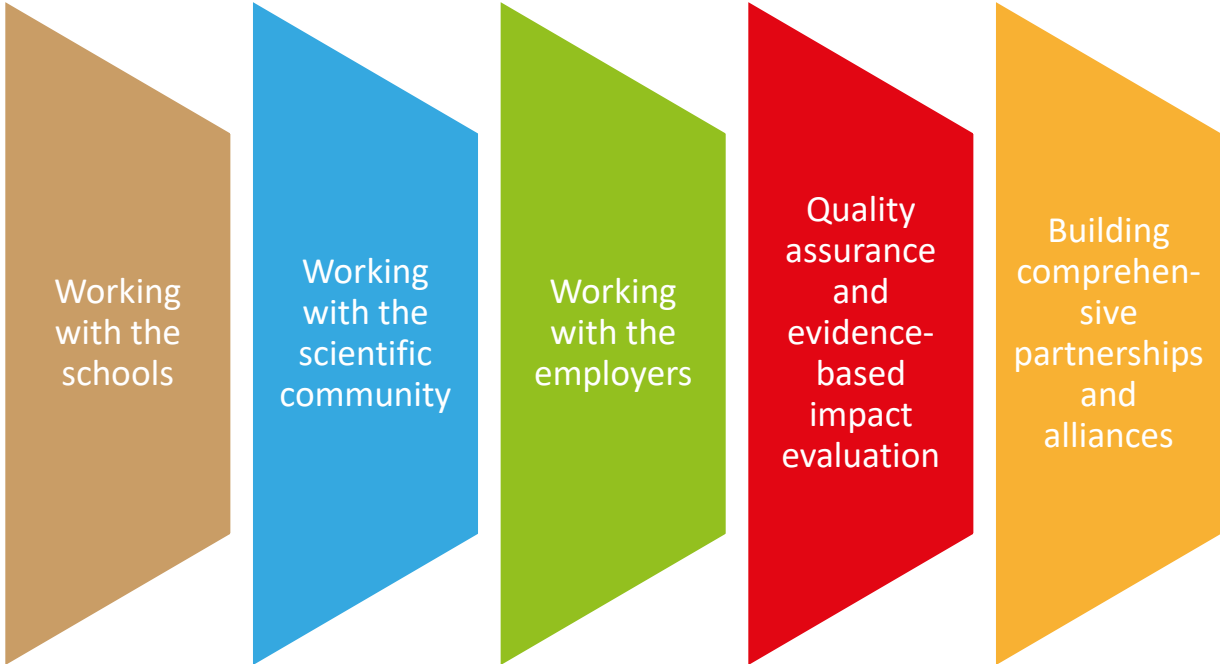 Working
with the
schools
Working
with the
scientific
community
Working
with the
employers
Quality
assurance
and
evidence-
based
impact
evaluation
Building
comprehen-
sive
partnerships
and
alliances